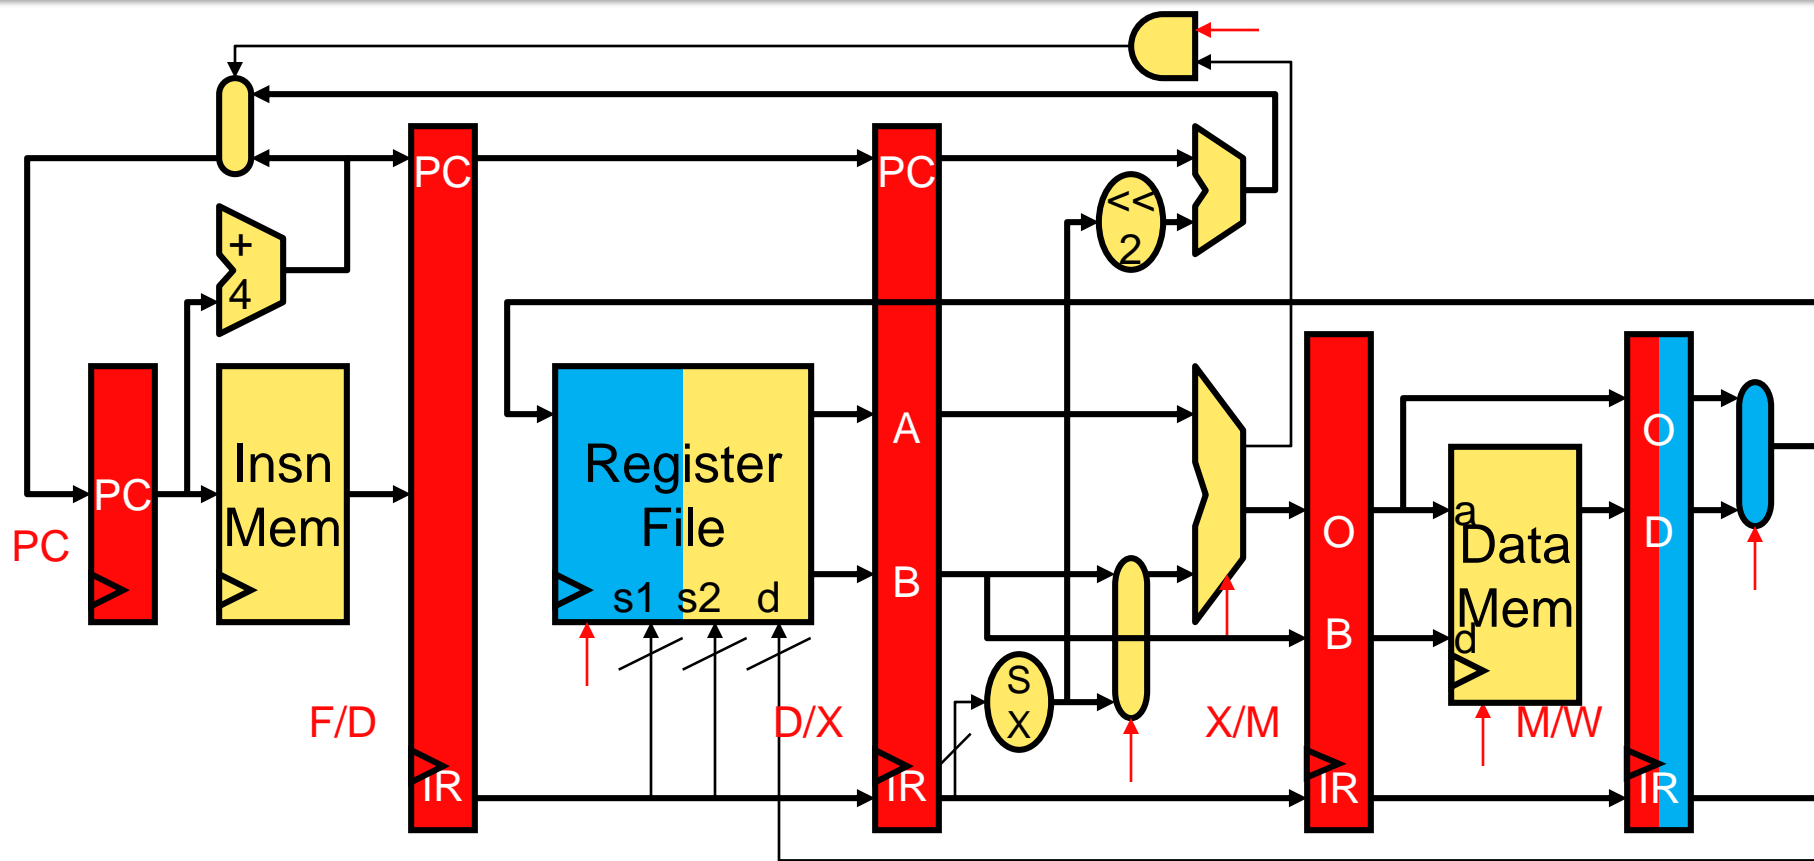 PC
PC
<<
2
+
4
A
O
Insn
Mem
Register
File
PC
a
Data
Mem
d
O
D
PC
B
B
s1 s2 d
S
X
F/D
D/X
X/M
M/W
IR
IR
IR
IR